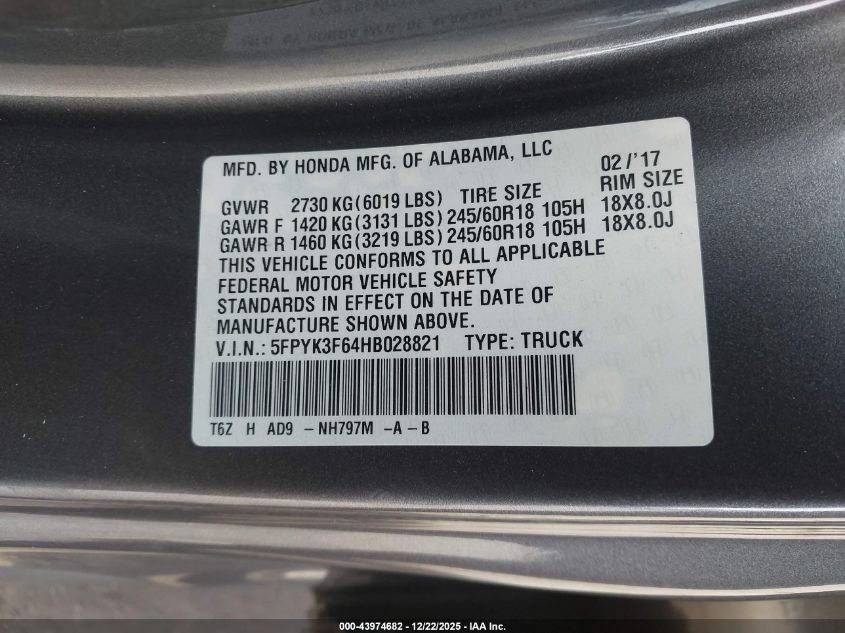 MFD. BY HONDA MFG. OF ALABAMA, LLC 02/'17
GVWR 2730 KG(6019 LBS) TIRE SIZE RIM SIZE
GAWR F 1420 KG(3131 LBS) 245/60R18 105H 18X8.0J
GAWR R 1460 KG(3219 LBS) 245/60R18 105H 18X8.0J
THIS VEHICLE CONFORMS TO ALL APPLICABLE
FEDERAL MOTOR VEHICLE SAFETY
STANDARDS IN EFFECT ON THE DATE OF
MANUFACTURE SHOWN ABOVE.
V.I.N.: 5FPYK3F64HB028821 TYPE: TRUCK
T6Z H AD9 -NH797M -A-B
000-43974682 - 12/22/2025 - IAA Inc.